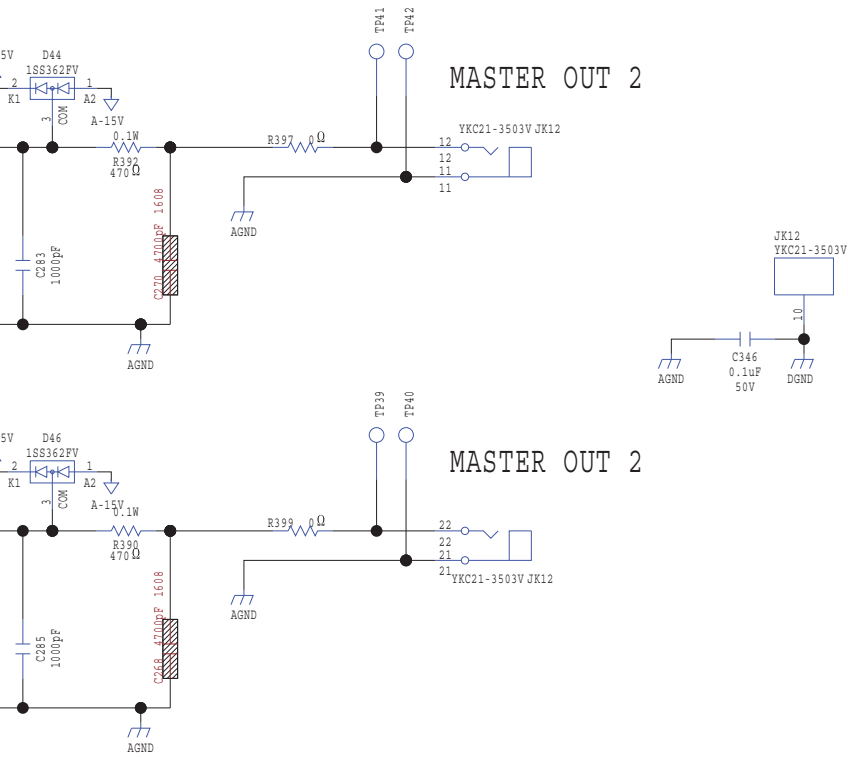 TP41
TP42
5V
D44
1SS362FV
2
1
K1
A2
3
COM
A-15V
MASTER OUT 2
0.1W
R392
470Ω
R397 0Ω
YKC21-3503V JK12
12
12
11
11
AGND
C283
1000pF
C270 4700pF 1608
AGND
JK12
YKC21-3503V
10
C346
0.1uF
50V
AGND
DGND
TP39
TP40
5V
D46
1SS362FV
2
1
K1
A2
3
COM
A-15V
MASTER OUT 2
0.1W
R390
470Ω
R399 0Ω
22
22
21
21
YKC21-3503V JK12
AGND
C285
1000pF
C268 4700pF 1608
AGND